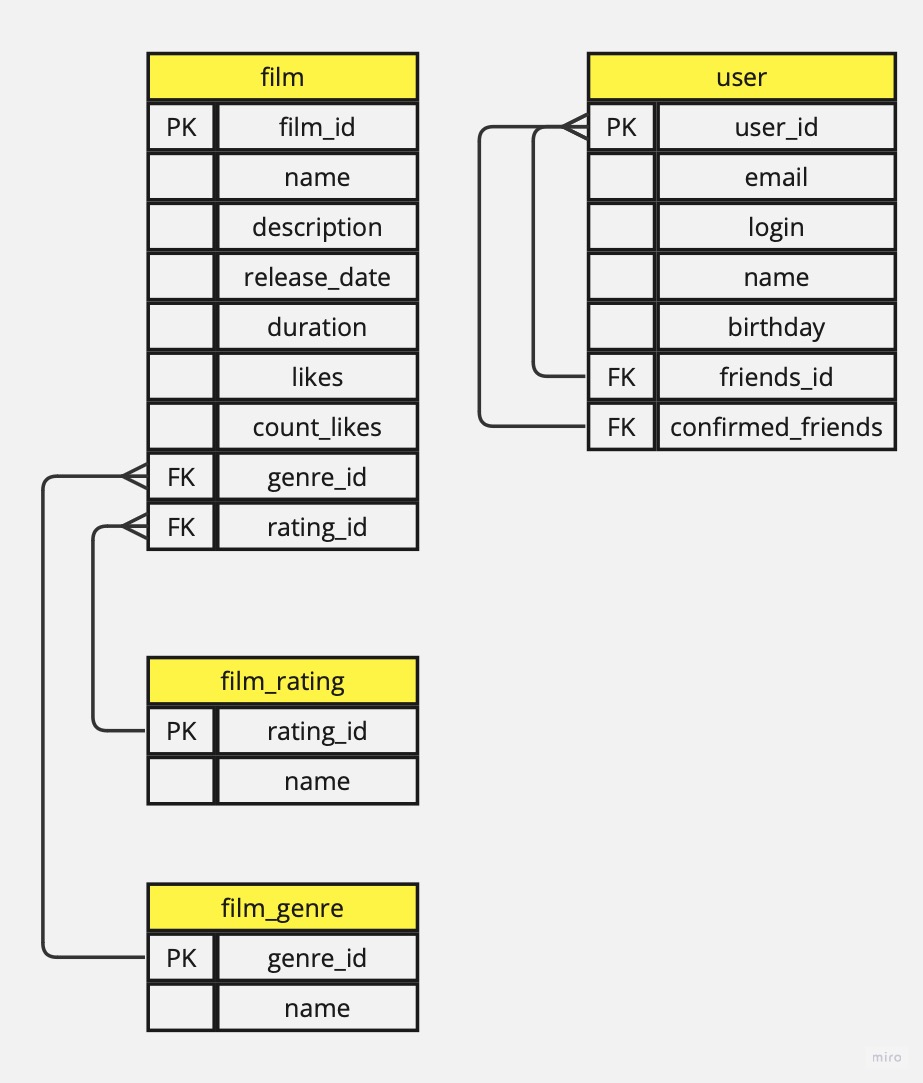 film
PK film_id
name
description
release_date
duration
likes
count_likes
FK genre_id
FK rating_id
user
PK user_id
email
login
name
birthday
FK friends_id
FK confirmed_friends
film_rating
PK rating_id
name
film_genre
PK genre_id
name
miro